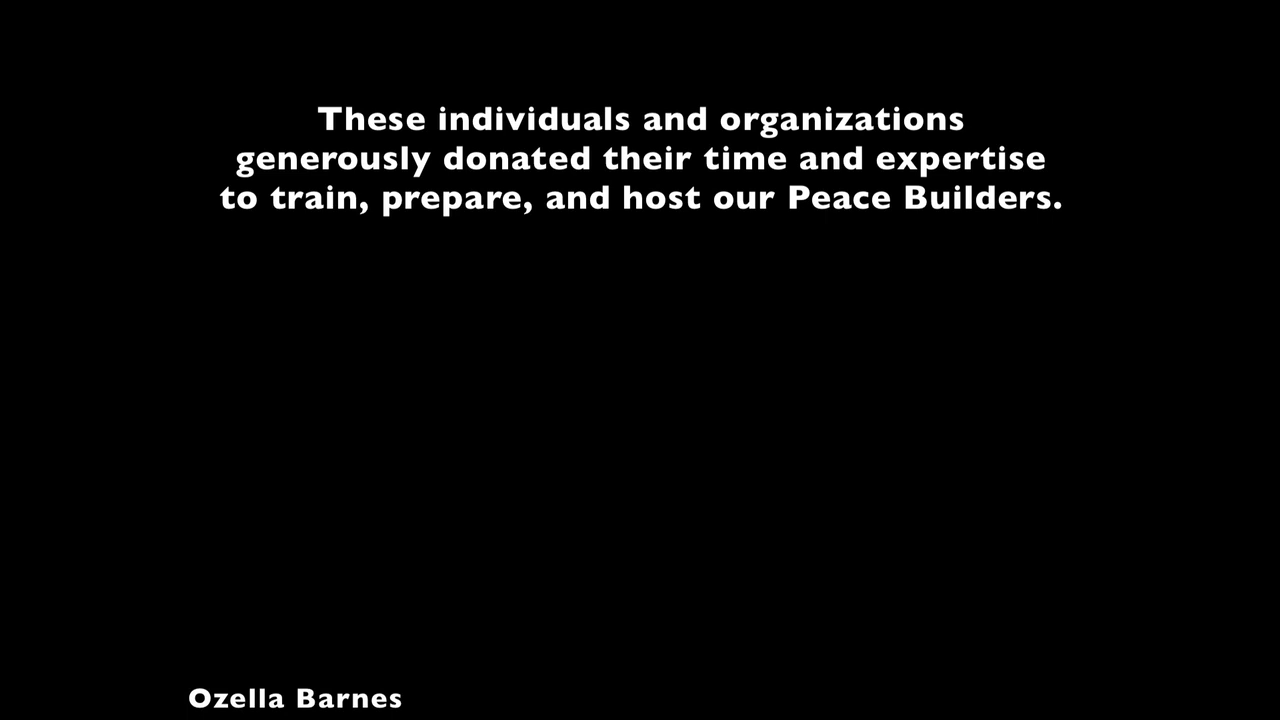 These individuals and organizations
generously donated their time and expertise
to train, prepare, and host our Peace Builders.
Ozella Barnes